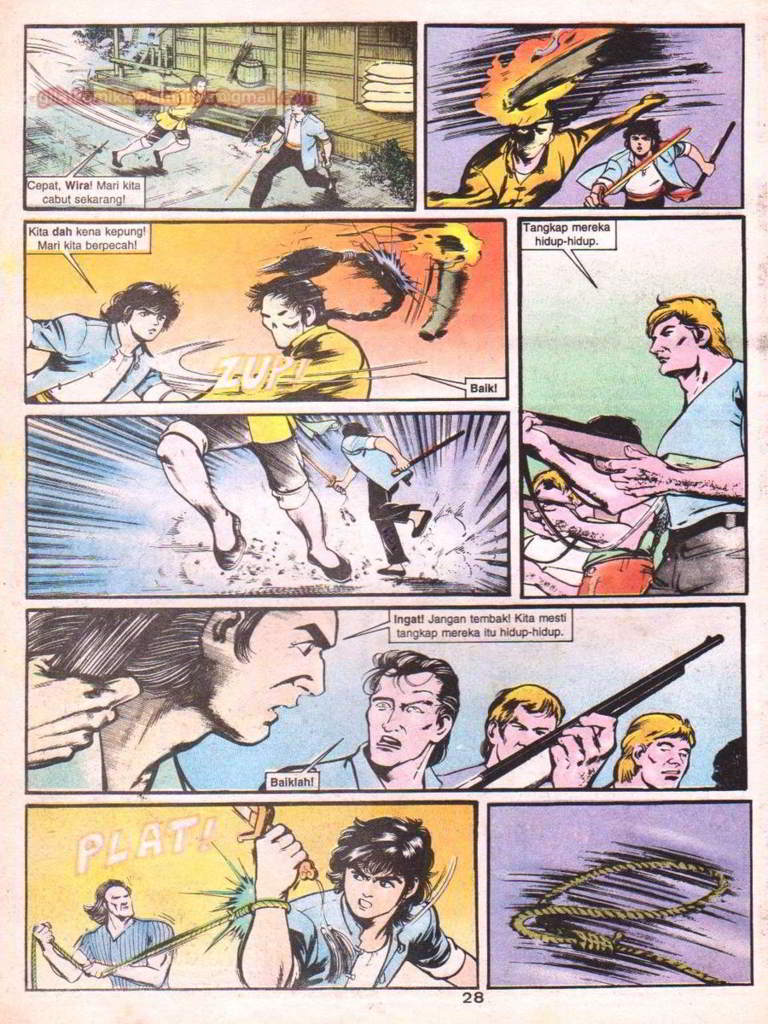 Cepat, Wira! Mari kita
cabut sekarang!
Kita dah kena kepung!
Mari kita berpecah!
ZUP!
Baik!
Tangkap mereka
hidup-hidup.
Ingat! Jangan tembak! Kita mesti
tangkap mereka itu hidup-hidup.
Baiklah!
PLAT!
28